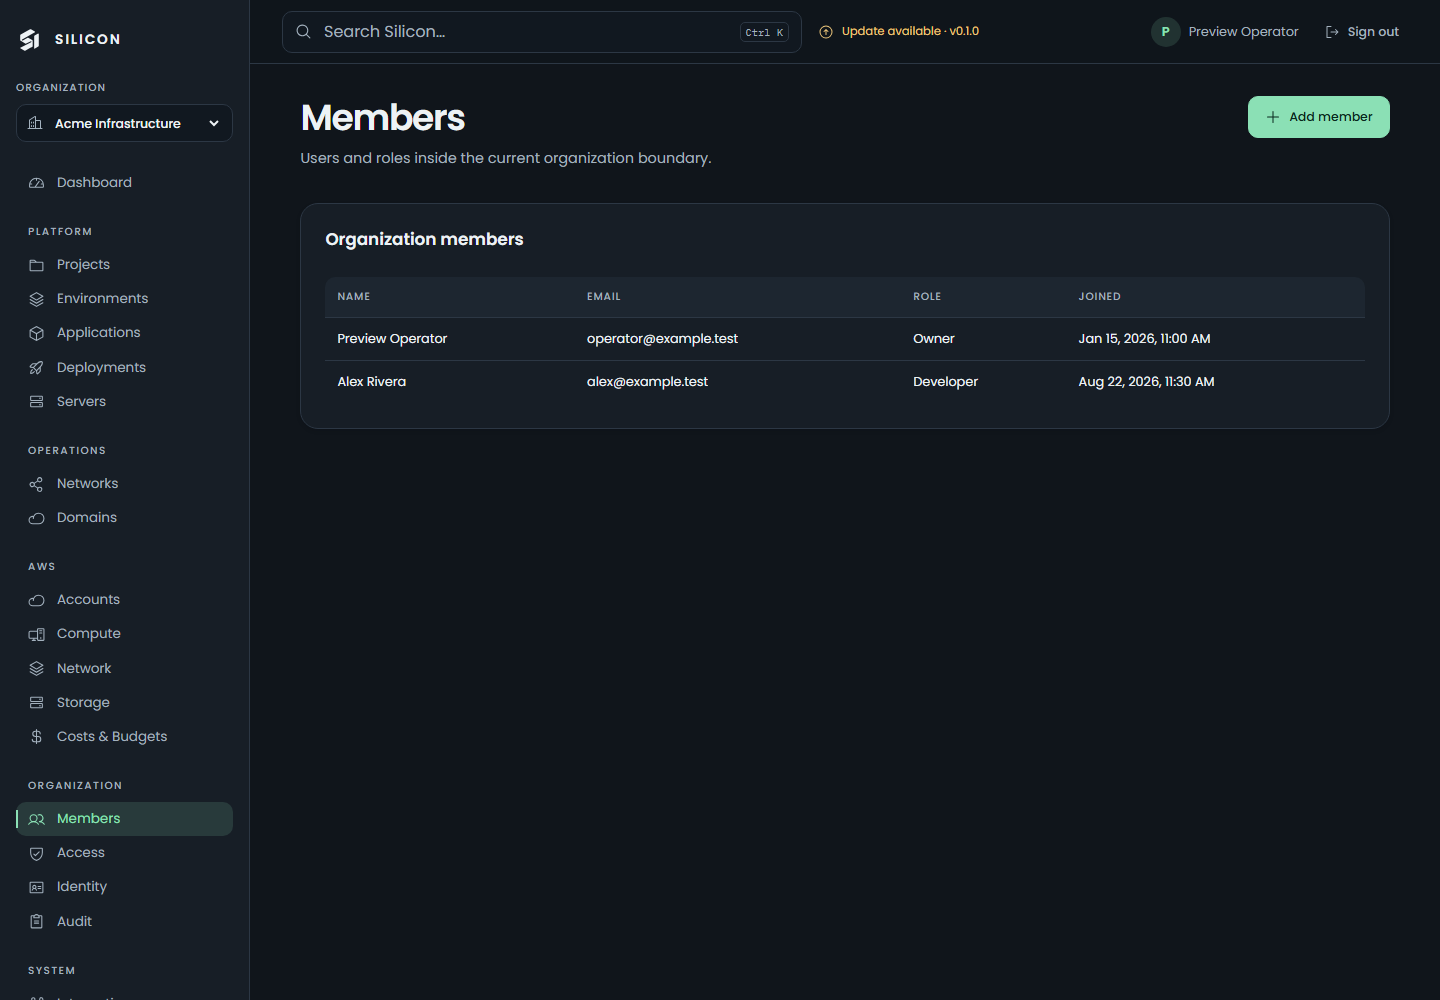 SILICON
ORGANIZATION
Acme Infrastructure
Dashboard
PLATFORM
Projects
Environments
Applications
Deployments
Servers
OPERATIONS
Networks
Domains
AWS
Accounts
Compute
Network
Storage
Costs & Budgets
ORGANIZATION
Members
Access
Identity
Audit
SYSTEM
Search Silicon...
Ctrl K
Update available · v0.1.0
P
Preview Operator
Sign out
Members
Users and roles inside the current organization boundary.
Add member
Organization members
NAME EMAIL ROLE JOINED
Preview Operator operator@example.test Owner Jan 15, 2026, 11:00 AM
Alex Rivera alex@example.test Developer Aug 22, 2026, 11:30 AM